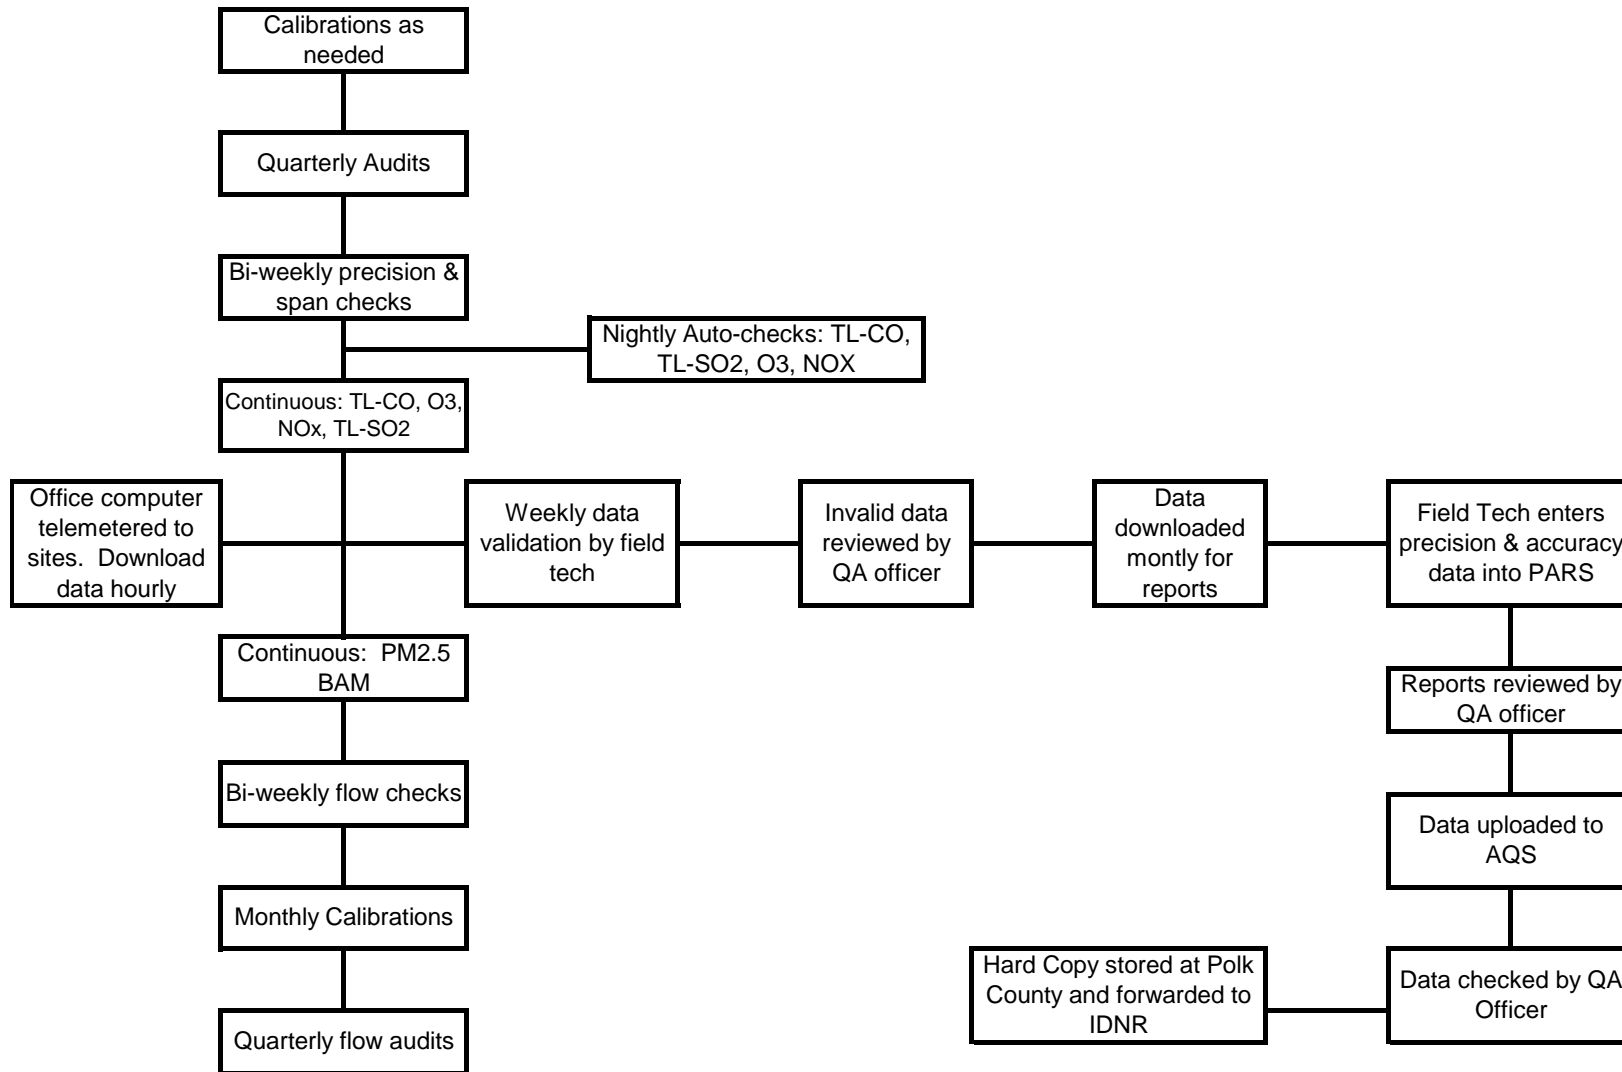 Calibrations as
needed
Quarterly Audits
Bi-weekly precision &
span checks
Nightly Auto-checks: TL-CO,
TL-SO2, O3, NOX
Continuous: TL-CO, O3,
NOx, TL-SO2
Office computer
telemetered to
sites.  Download
data hourly
Weekly data
validation by field
tech
Invalid data
reviewed by
QA officer
Data
downloaded
montly for
reports
Field Tech enters
precision & accuracy
data into PARS
Continuous:  PM2.5
BAM
Reports reviewed by
QA officer
Bi-weekly flow checks
Data uploaded to
AQS
Monthly Calibrations
Hard Copy stored at Polk
County and forwarded to
IDNR
Data checked by QA
Officer
Quarterly flow audits